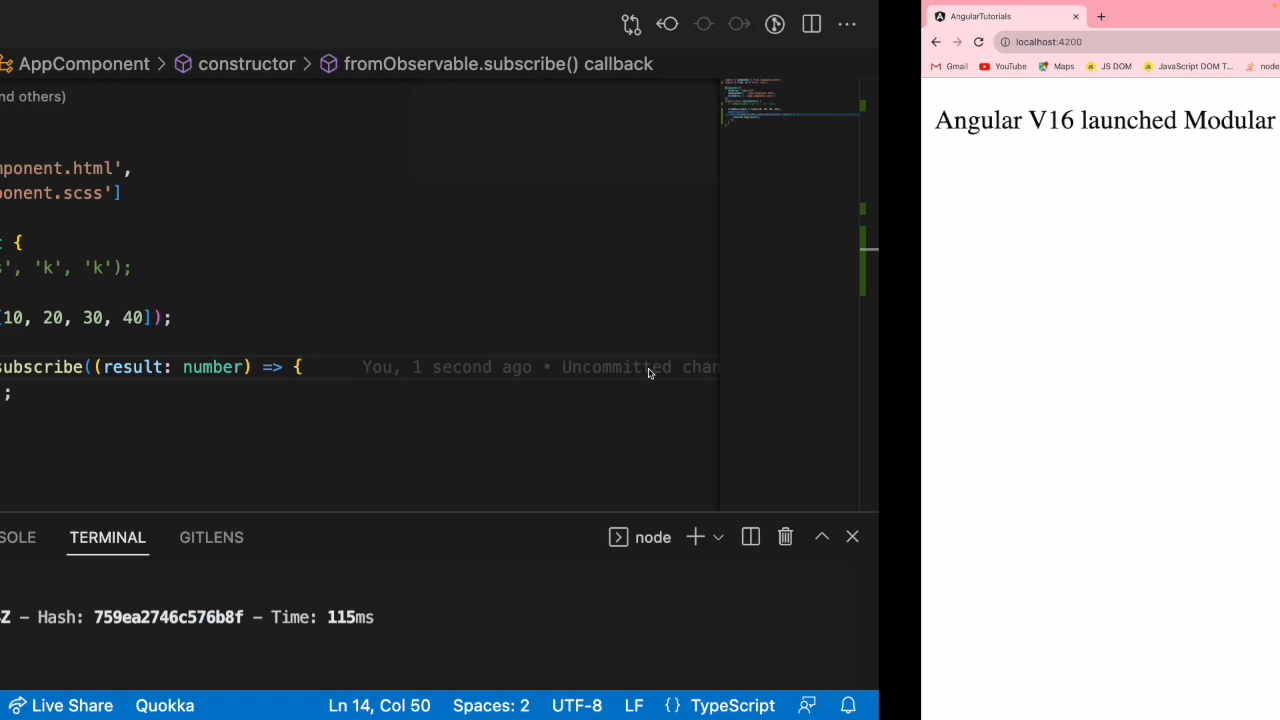 AppComponent > constructor > fromObservable.subscribe() callback
nd others)
ponent.html',
onent.scss']
{
', 'k', 'k');
10, 20, 30, 40]);
subscribe((result: number) => {
You, 1 second ago • Uncommitted chan
;
SOLE
TERMINAL
GITLENS
node
Z – Hash: 759ea2746c576b8f – Time: 115ms
Live Share
Quokka
Ln 14, Col 50
Spaces: 2
UTF-8
LF
{} TypeScript
AngularTutorials
localhost:4200
Gmail
YouTube
Maps
JS DOM
JavaScript DOM T...
node
Angular V16 launched Modular